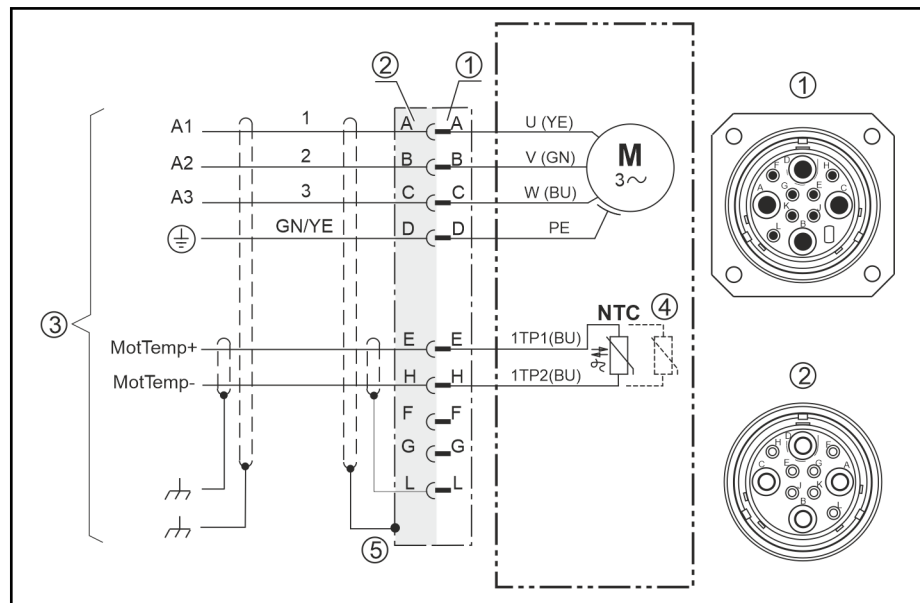 ② ① ①
A1 1 A A U (YE)
A2 2 B B V (GN) M
3~
A3 3 C C W (BU)
GN/YE D D PE
③
NTC ④
MotTemp+ E E 1TP1(BU)
ϑ
MotTemp- H H 1TP2(BU)
F F
G G
L L
⑤
D
F H
G E
A C
K J
L B
②
D
H F
E G
C A
J K
B L